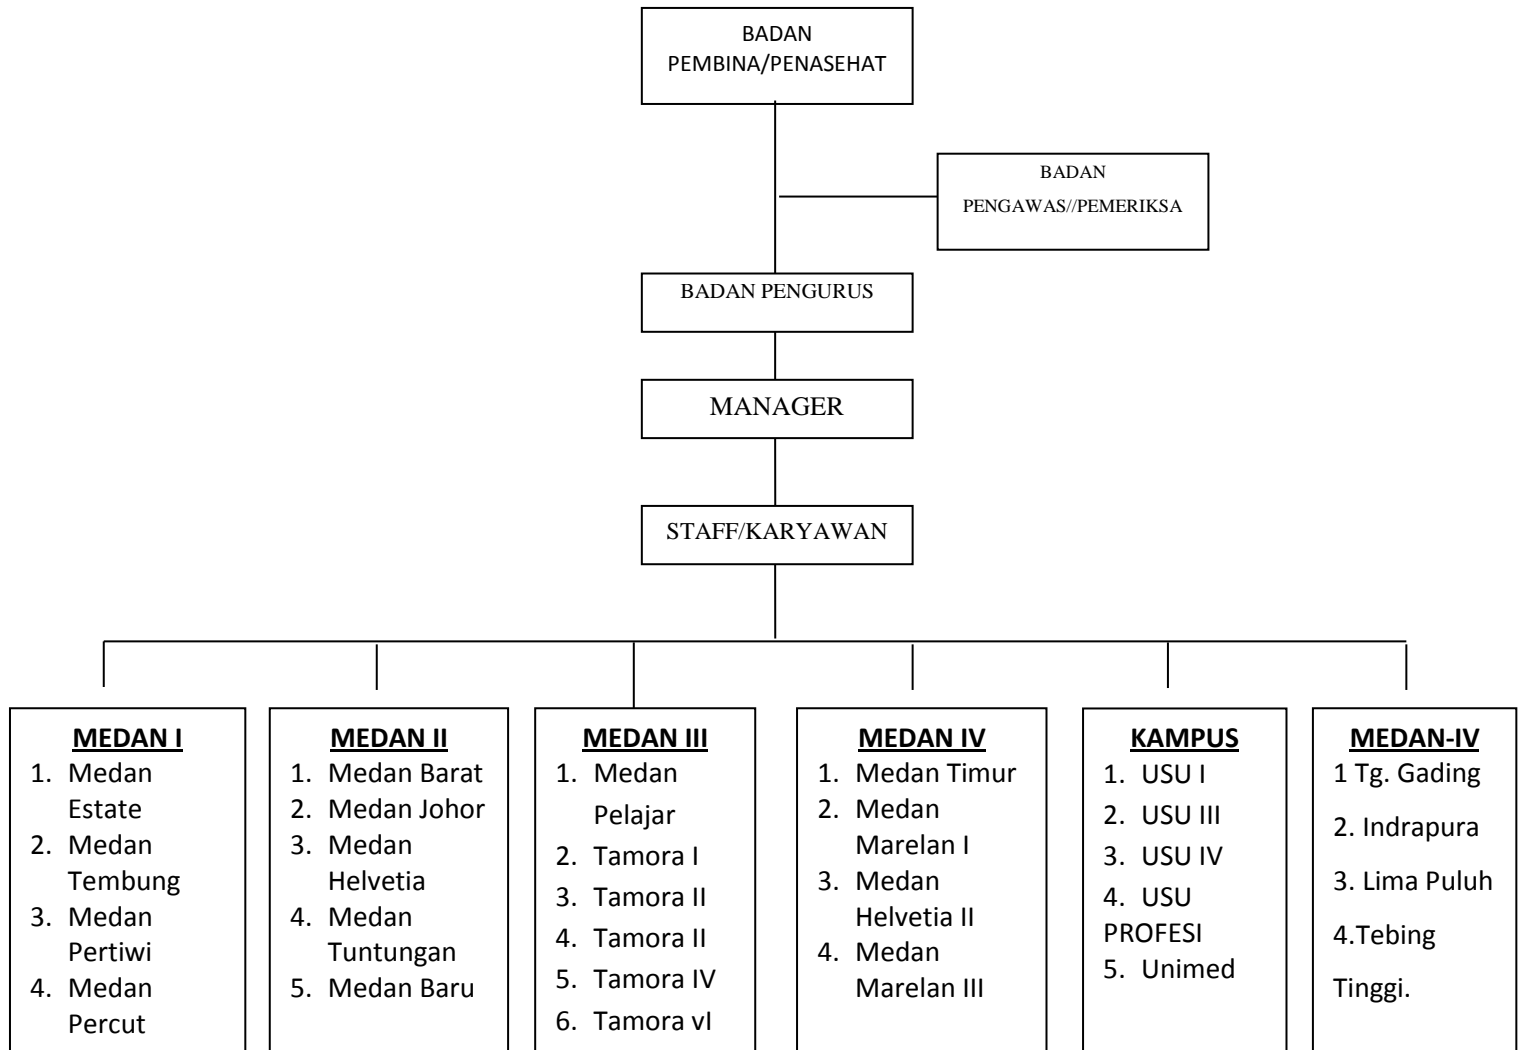 BADAN
PEMBINA/PENASEHAT
BADAN
PENGAWAS//PEMERIKSA
BADAN PENGURUS
MANAGER
STAFF/KARYAWAN
MEDAN I
1. Medan
Estate
2. Medan
Tembung
3. Medan
Pertiwi
4. Medan
Percut
MEDAN II
1. Medan Barat
2. Medan Johor
3. Medan
Helvetia
4. Medan
Tuntungan
5. Medan Baru
MEDAN III
1. Medan
Pelajar
2. Tamora I
3. Tamora II
4. Tamora II
5. Tamora IV
6. Tamora vI
MEDAN IV
1. Medan Timur
2. Medan
Marelan I
3. Medan
Helvetia II
4. Medan
Marelan III
KAMPUS
1. USU I
2. USU III
3. USU IV
4. USU
PROFESI
5. Unimed
MEDAN-IV
1 Tg. Gading
2. Indrapura
3. Lima Puluh
4.Tebing
Tinggi.